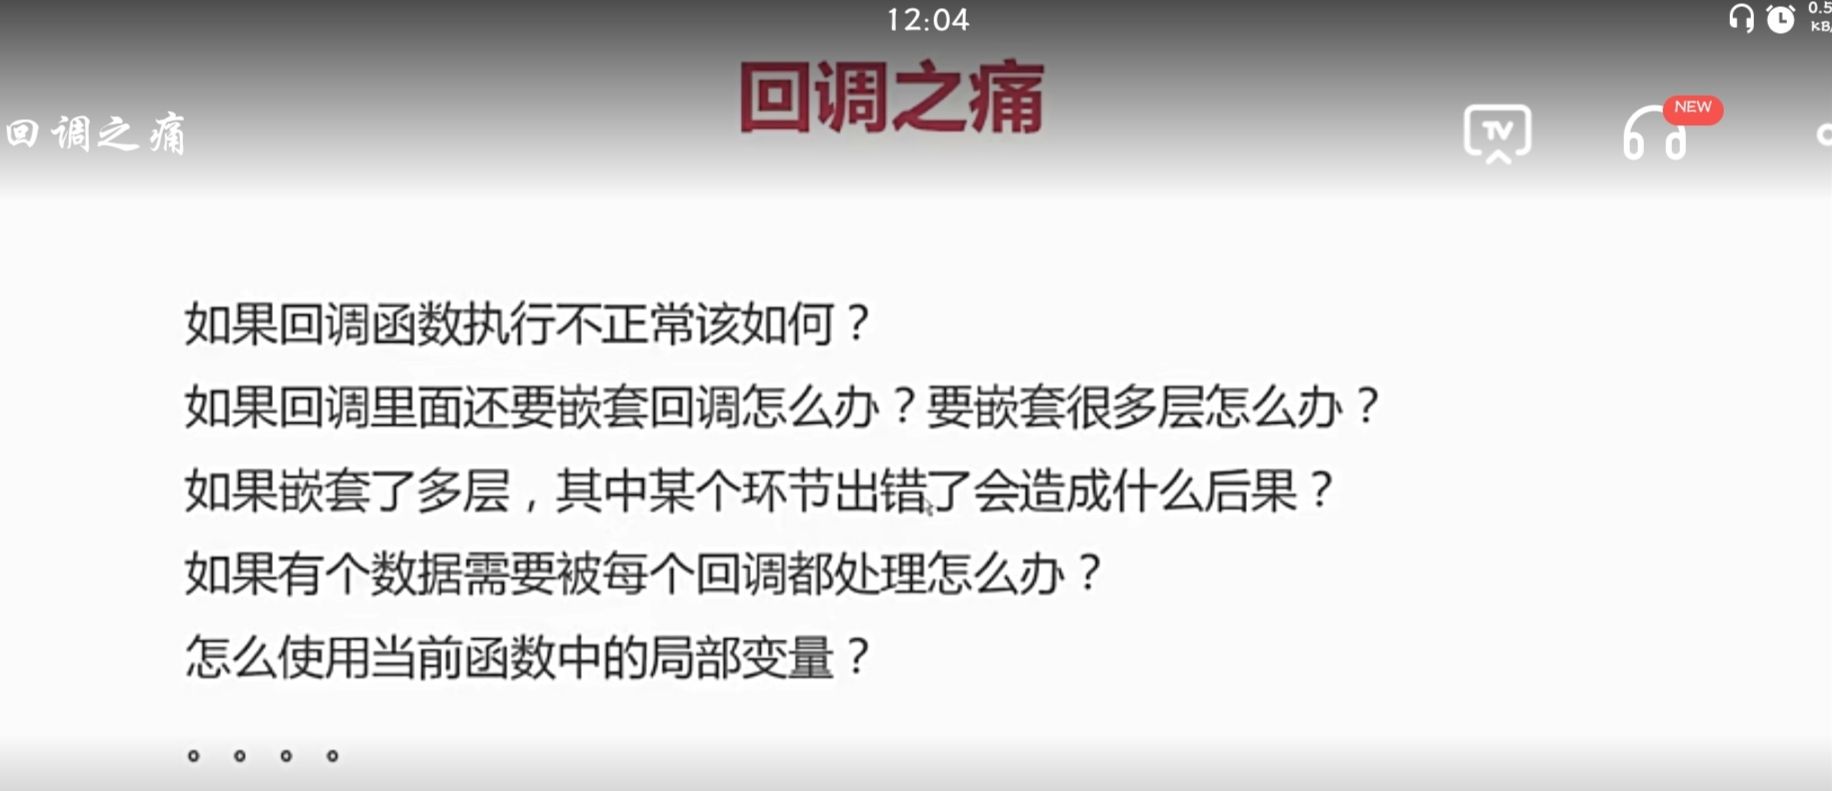 12:04
0.5
KB/
回调之痛
回调之痛
TV
NEW
如果回调函数执行不正常该如何？
如果回调里面还要嵌套回调怎么办？要嵌套很多层怎么办？
如果嵌套了多层，其中某个环节出错了会造成什么后果？
如果有个数据需要被每个回调都处理怎么办？
怎么使用当前函数中的局部变量？
。。。。